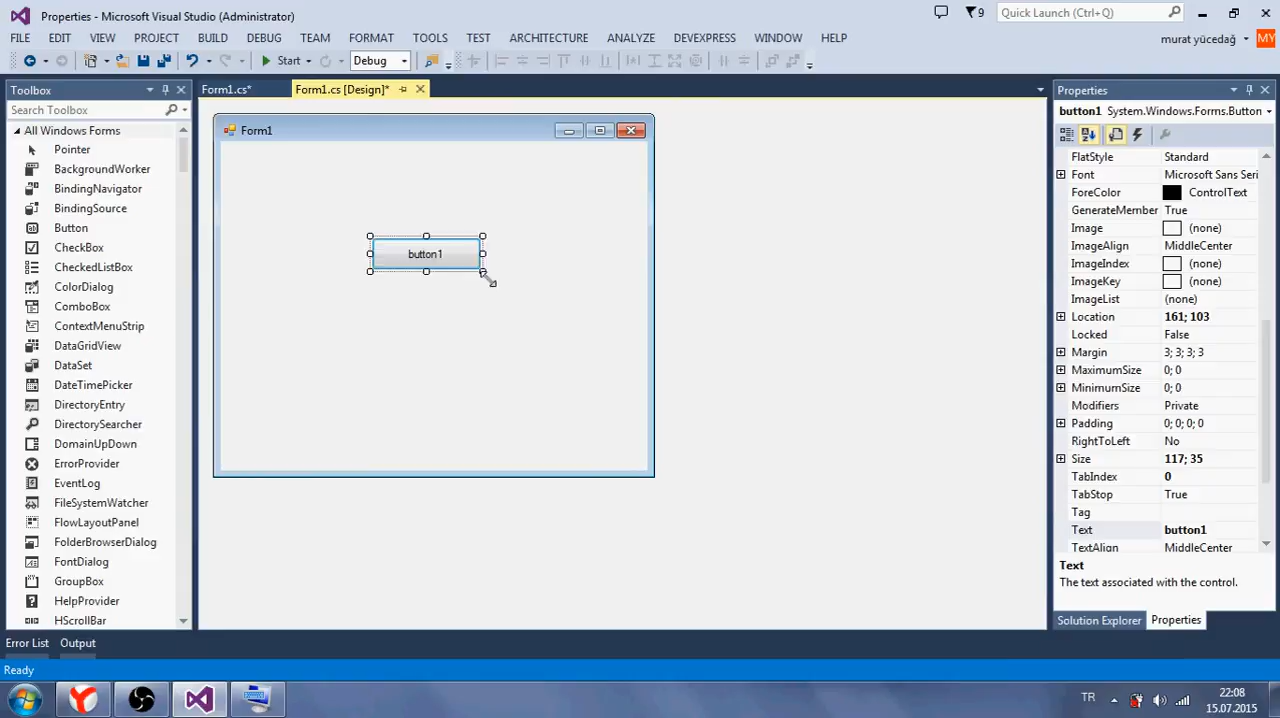 Properties - Microsoft Visual Studio (Administrator)
9
Quick Launch (Ctrl+Q)
FILE EDIT VIEW PROJECT BUILD DEBUG TEAM FORMAT TOOLS TEST ARCHITECTURE ANALYZE DEVEXPRESS WINDOW HELP
murat yücedağ
MY
Start
Debug
Toolbox
Search Toolbox
All Windows Forms
Pointer
BackgroundWorker
BindingNavigator
BindingSource
Button
CheckBox
CheckedListBox
ColorDialog
ComboBox
ContextMenuStrip
DataGridView
DataSet
DateTimePicker
DirectoryEntry
DirectorySearcher
DomainUpDown
ErrorProvider
EventLog
FileSystemWatcher
FlowLayoutPanel
FolderBrowserDialog
FontDialog
GroupBox
HelpProvider
HScrollBar
Form1.cs*
Form1.cs [Design]*
Form1
button1
Properties
button1 System.Windows.Forms.Button
FlatStyle Standard
Font Microsoft Sans Seri
ForeColor ControlText
GenerateMember True
Image (none)
ImageAlign MiddleCenter
ImageIndex (none)
ImageKey (none)
ImageList (none)
Location 161; 103
Locked False
Margin 3; 3; 3; 3
MaximumSize 0; 0
MinimumSize 0; 0
Modifiers Private
Padding 0; 0; 0; 0
RightToLeft No
Size 117; 35
TabIndex 0
TabStop True
Tag
Text button1
TextAlign MiddleCenter
Text
The text associated with the control.
Solution Explorer Properties
Error List Output
Ready
TR
22:08
15.07.2015